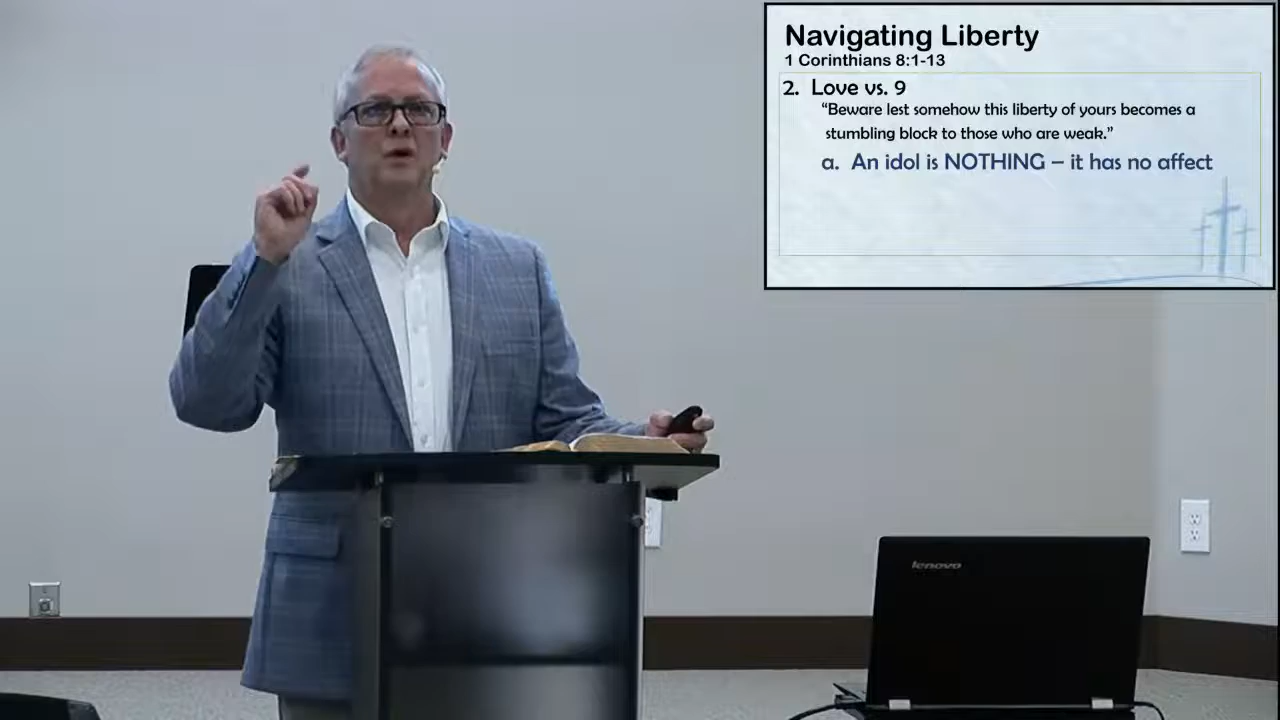 Navigating Liberty
1 Corinthians 8:1-13
2. Love vs. 9
“Beware lest somehow this liberty of yours becomes a
stumbling block to those who are weak.”
a. An idol is NOTHING – it has no affect
lenovo